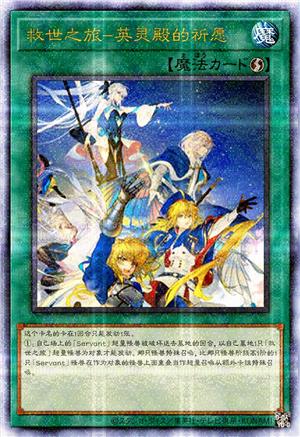 救世之旅-英灵殿的祈愿
魔
【魔法カード】
这个卡名的卡在1回合只能发动1张。
①：自己场上的「Servant」超量怪兽被破坏送去墓地的回合，以自己墓地1只「救
世之旅」超量怪兽为对象才能发动。那只怪兽特殊召唤，比那只怪兽阶级高1阶的1
只「Servant」怪兽在作为对象的怪兽上面重叠当作超量召唤从额外卡组特殊召
唤。